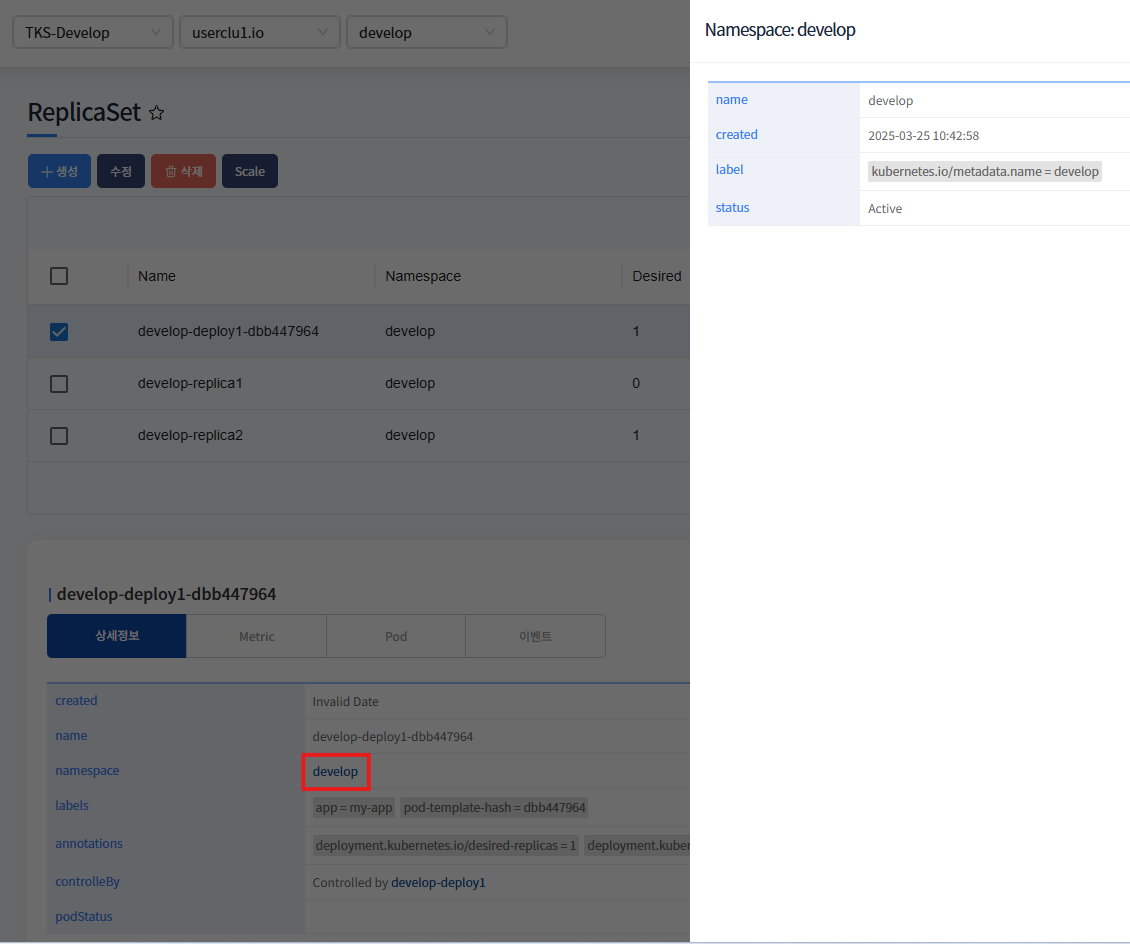 TKS-Develop userclu1.io develop
ReplicaSet
생성 수정 삭제 Scale
Name Namespace Desired
develop-deploy1-dbb447964 develop 1
develop-replica1 develop 0
develop-replica2 develop 1
develop-deploy1-dbb447964
상세정보 Metric Pod 이벤트
created Invalid Date
name develop-deploy1-dbb447964
namespace develop
labels app = my-app pod-template-hash = dbb447964
annotations deployment.kubernetes.io/desired-replicas = 1 deployment.kuber
controlleBy Controlled by develop-deploy1
podStatus
Namespace: develop
name develop
created 2025-03-25 10:42:58
label kubernetes.io/metadata.name = develop
status Active